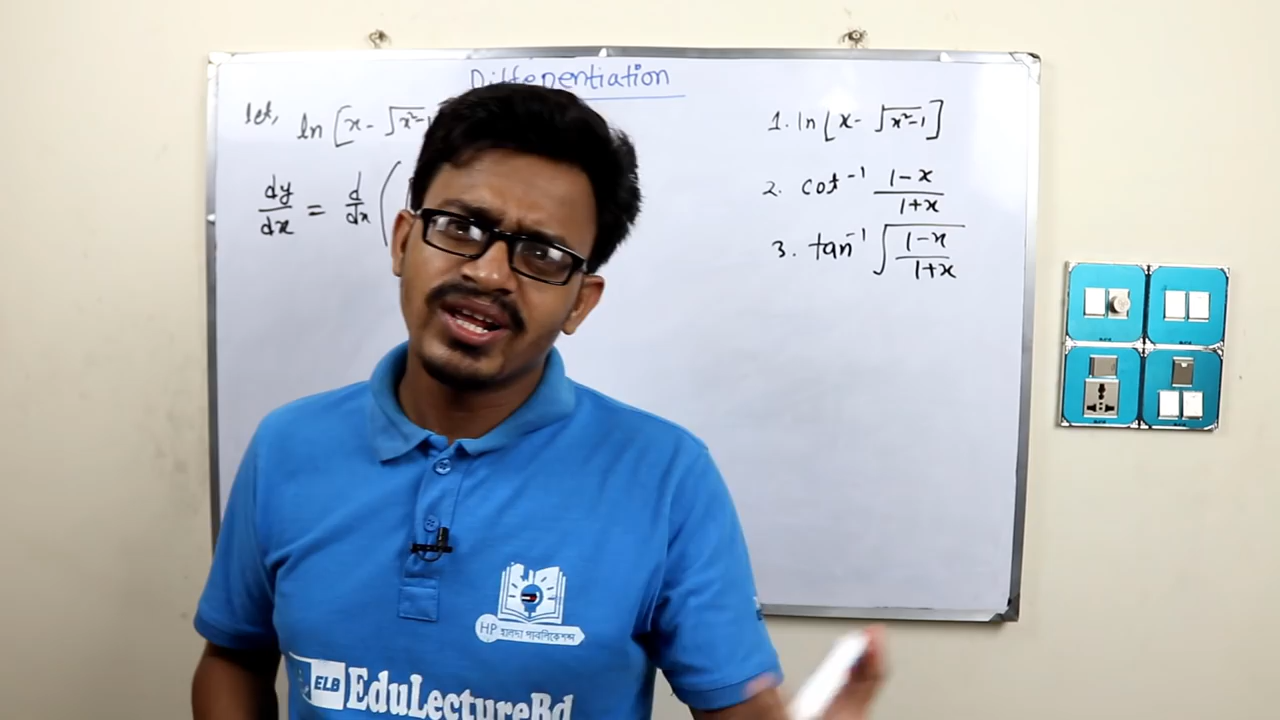 Differentiation
let, ln [x - √x²-1
dy/dx = d/dx (
1. ln [x - √x²-1]
2. cot⁻¹ 1-x/1+x
3. tan⁻¹ √1-x/1+x
HP হালদা পাবলিকেশন্স
ELB EduLectureBd